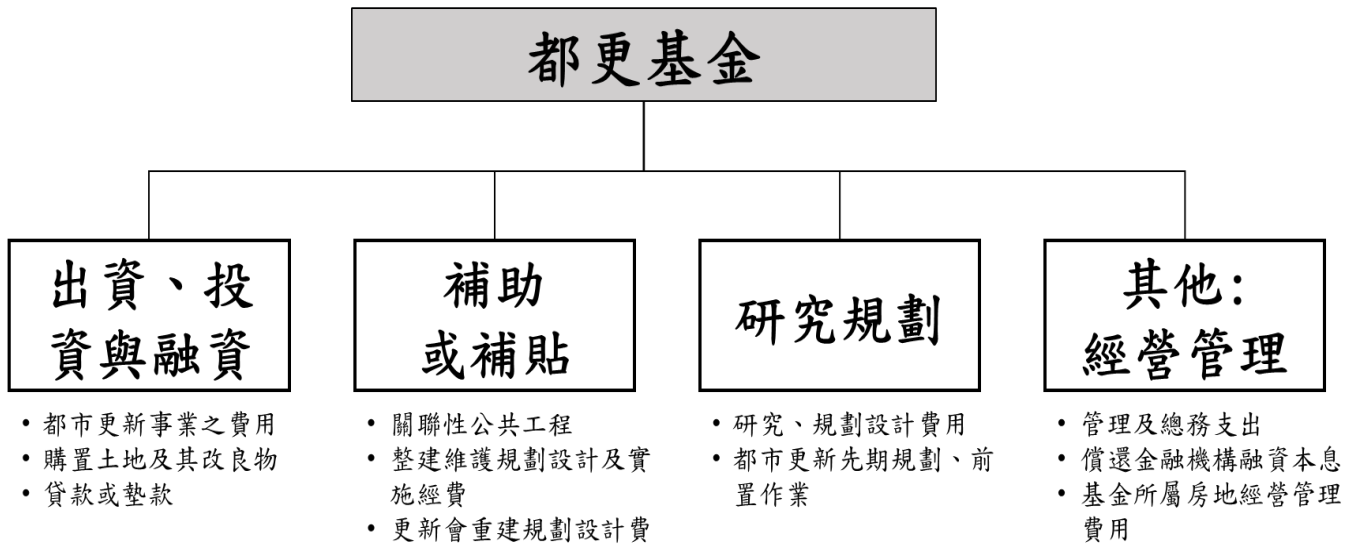 都更基金
出資、投
資與融資
• 都市更新事業之費用
• 購置土地及其改良物
• 貸款或墊款
補助
或補貼
• 關聯性公共工程
• 整建維護規劃設計及實
施經費
• 更新會重建規劃設計費
研究規劃
• 研究、規劃設計費用
• 都市更新先期規劃、前
置作業
其他:
經營管理
• 管理及總務支出
• 償還金融機構融資本息
• 基金所屬房地經營管理
費用